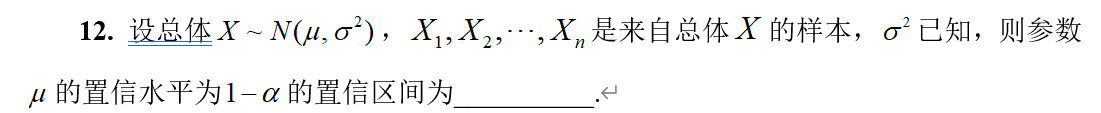 12. 设总体 X ~ N(μ, σ²), X₁, X₂, ⋯, Xₙ 是来自总体 X 的样本, σ² 已知, 则参数
μ 的置信水平为 1−α 的置信区间为__________.↵